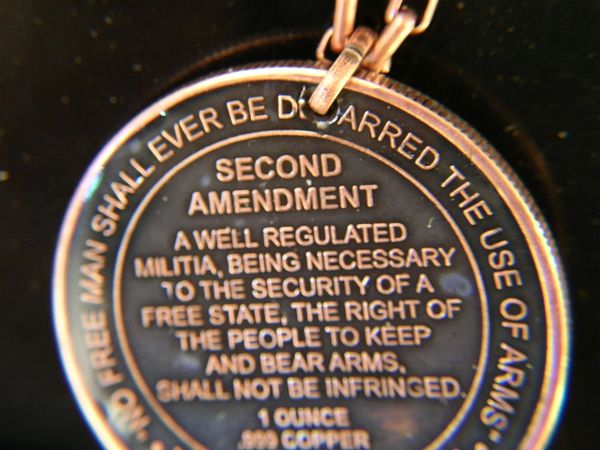 "NO FREE MAN SHALL EVER BE DEBARRED THE USE OF ARMS"
SECOND
AMENDMENT
A WELL REGULATED
MILITIA, BEING NECESSARY
TO THE SECURITY OF A
FREE STATE, THE RIGHT OF
THE PEOPLE TO KEEP
AND BEAR ARMS,
SHALL NOT BE INFRINGED.
1 OUNCE
.999 COPPER